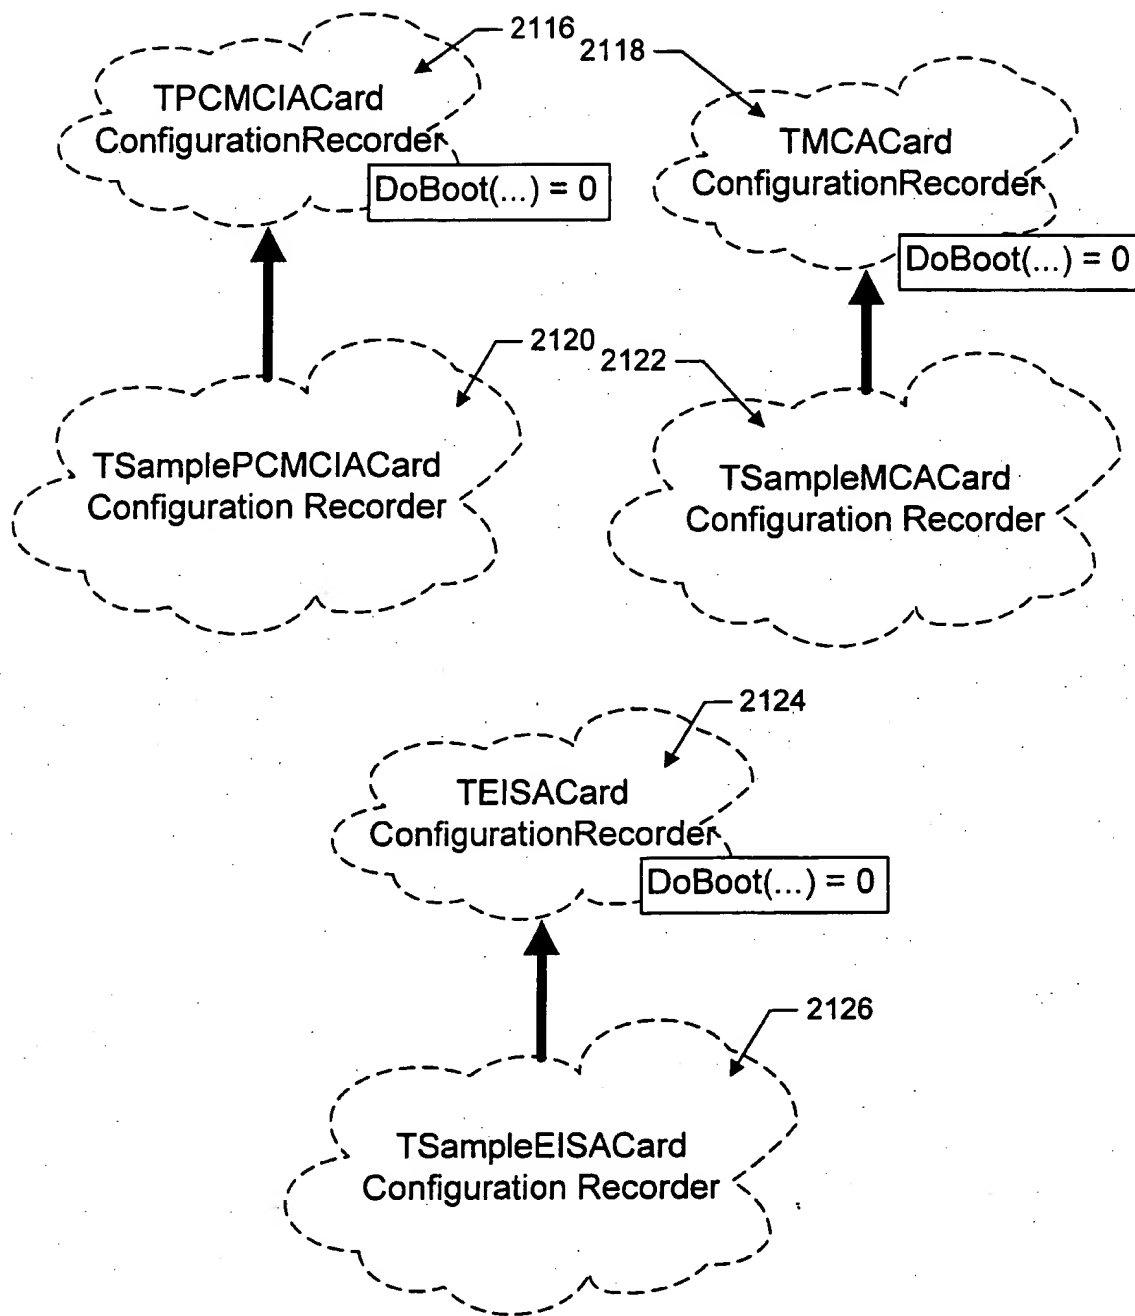 2116
TPCMCIACard
ConfigurationRecorder
DoBoot(...) = 0
2118
TMCACard
ConfigurationRecorder
DoBoot(...) = 0
2120
TSamplePCMCIACard
Configuration Recorder
2122
TSampleMCACard
Configuration Recorder
2124
TEISACard
ConfigurationRecorder
DoBoot(...) = 0
2126
TSampleEISACard
Configuration Recorder